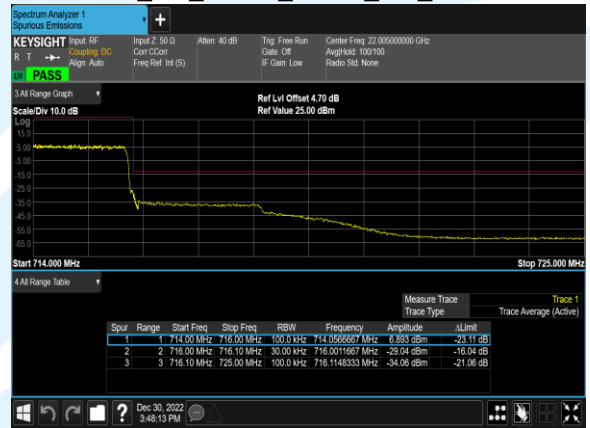 Spectrum Analyzer 1
Spurious Emissions
KEYSIGHT Input: RF Input Z: 50 Ω Atten: 40 dB Trig: Free Run Center Freq: 22.005000000 GHz
R T Coupling: DC Corr CCorr Gate: Off Avg|Hold: 100/100
Align: Auto Freq Ref: Int (S) IF Gain: Low Radio Std: None
PASS
3 All Range Graph
Ref Lvl Offset 4.70 dB
Scale/Div 10.0 dB Ref Value 25.00 dBm
Log
15.0
5.00
-5.00
-15.0
-25.0
-35.0
-45.0
-55.0
-65.0
Start 714.000 MHz Stop 725.000 MHz
4 All Range Table
Measure Trace Trace 1
Trace Type Trace Average (Active)
Spur Range Start Freq Stop Freq RBW Frequency Amplitude ΔLimit
1 1 714.00 MHz 716.00 MHz 100.0 kHz 714.0566667 MHz 6.893 dBm -23.11 dB
2 2 716.00 MHz 716.10 MHz 30.00 kHz 716.0011667 MHz -29.04 dBm -16.04 dB
3 3 716.10 MHz 725.00 MHz 100.0 kHz 716.1148333 MHz -34.06 dBm -21.06 dB
? Dec 30, 2022
3:48:13 PM